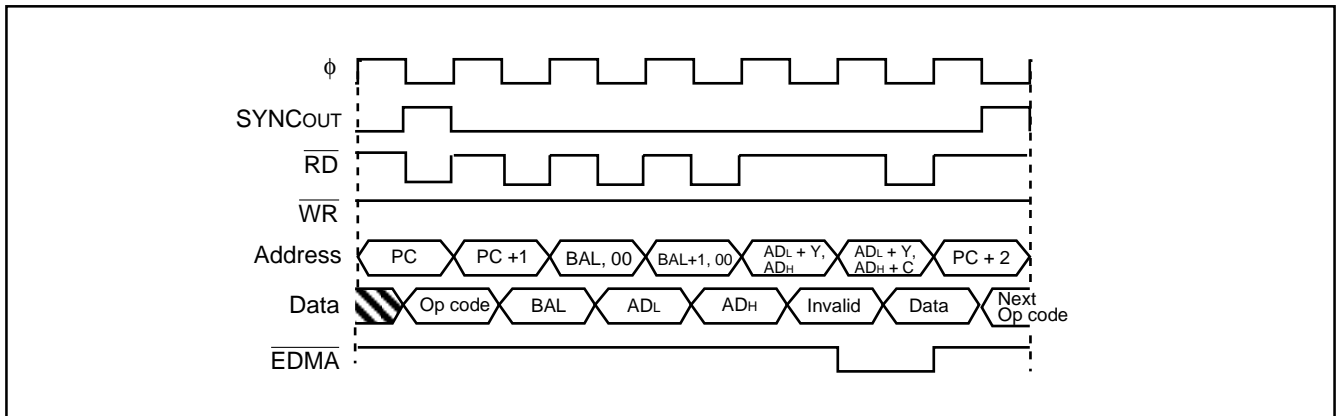 ϕ
SYNCOUT
RD
WR
Address PC PC +1 BAL, 00 BAL+1, 00 ADL + Y, ADH ADL + Y, ADH + C PC + 2
Data Op code BAL ADL ADH Invalid Data Next Op code
EDMA